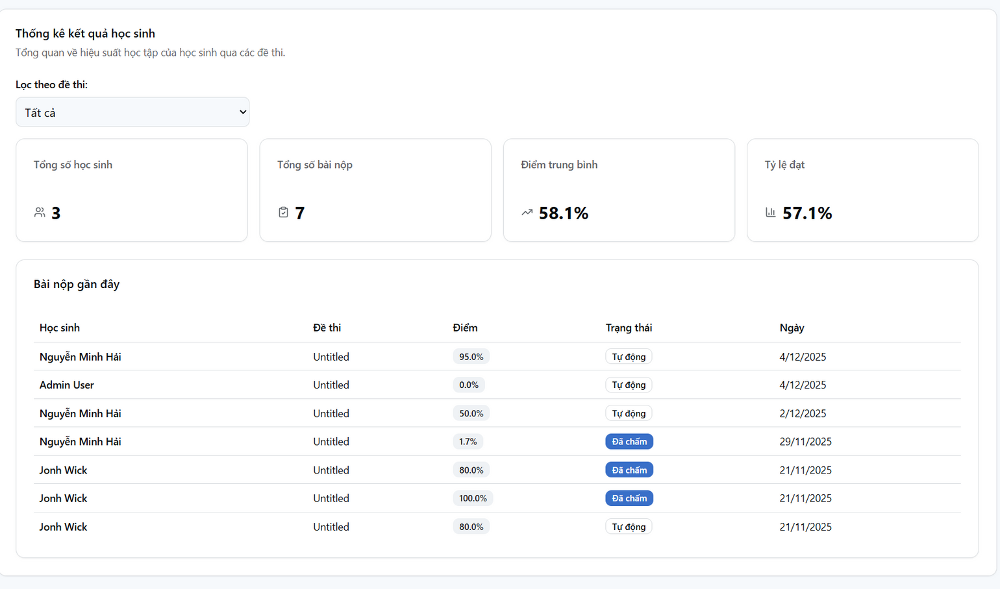 Thống kê kết quả học sinh
Tổng quan về hiệu suất học tập của học sinh qua các đề thi.
Lọc theo đề thi:
Tất cả
Tổng số học sinh
3
Tổng số bài nộp
7
Điểm trung bình
58.1%
Tỷ lệ đạt
57.1%
Bài nộp gần đây
Học sinh Đề thi Điểm Trạng thái Ngày
Nguyễn Minh Hải Untitled 95.0% Tự động 4/12/2025
Admin User Untitled 0.0% Tự động 4/12/2025
Nguyễn Minh Hải Untitled 50.0% Tự động 2/12/2025
Nguyễn Minh Hải Untitled 1.7% Đã chấm 29/11/2025
Jonh Wick Untitled 80.0% Đã chấm 21/11/2025
Jonh Wick Untitled 100.0% Đã chấm 21/11/2025
Jonh Wick Untitled 80.0% Tự động 21/11/2025